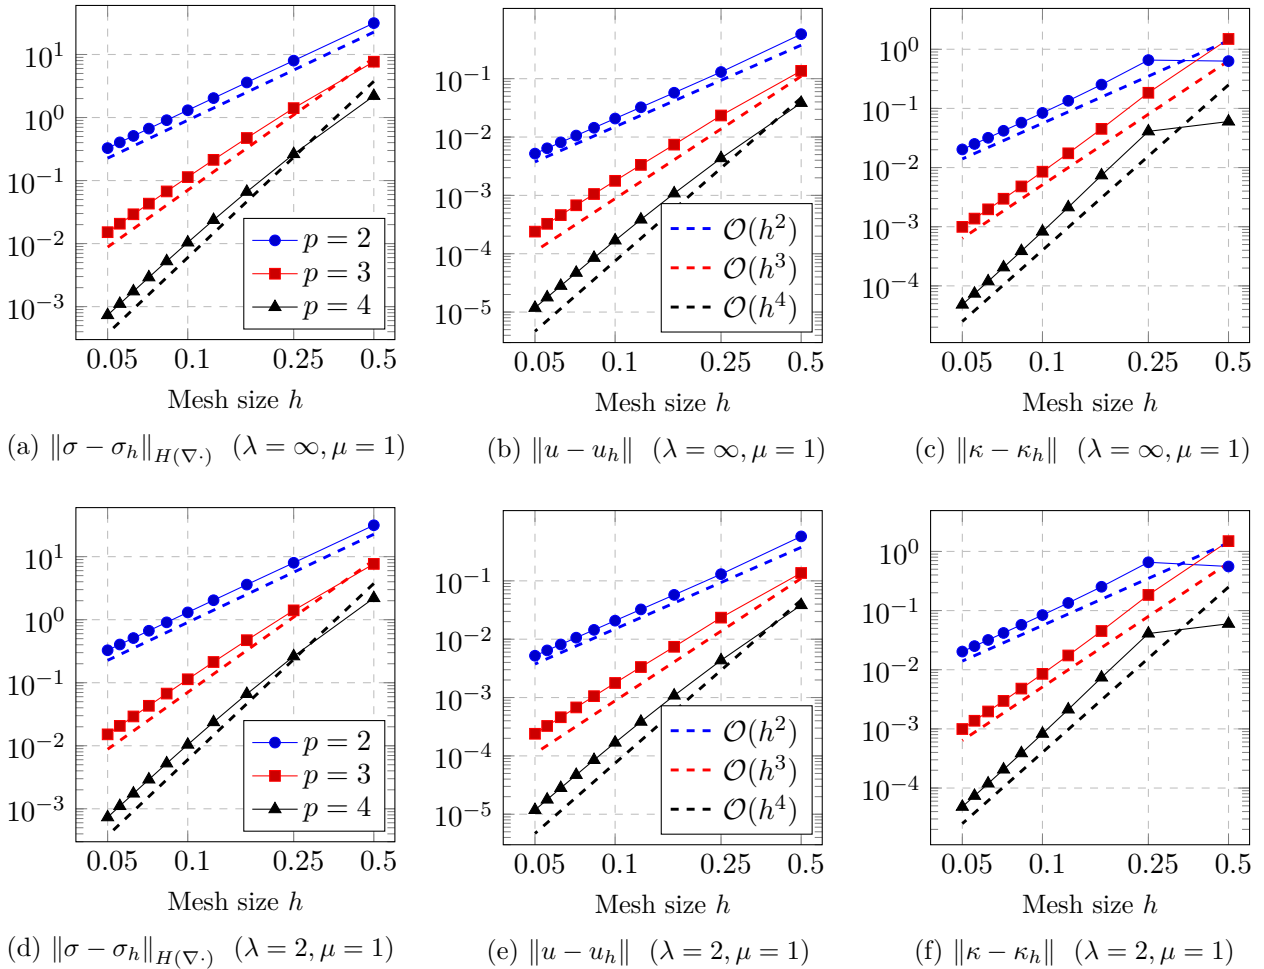 10^1
10^0
10^{-1}
10^{-2}
10^{-3}
p = 2
p = 3
p = 4
0.05 0.1 0.25 0.5
Mesh size h
(a) ‖σ − σ_h‖_{H(∇·)} (λ = ∞, μ = 1)
10^{-1}
10^{-2}
10^{-3}
10^{-4}
10^{-5}
O(h^2)
O(h^3)
O(h^4)
0.05 0.1 0.25 0.5
Mesh size h
(b) ‖u − u_h‖ (λ = ∞, μ = 1)
10^0
10^{-1}
10^{-2}
10^{-3}
10^{-4}
0.05 0.1 0.25 0.5
Mesh size h
(c) ‖κ − κ_h‖ (λ = ∞, μ = 1)
10^1
10^0
10^{-1}
10^{-2}
10^{-3}
p = 2
p = 3
p = 4
0.05 0.1 0.25 0.5
Mesh size h
(d) ‖σ − σ_h‖_{H(∇·)} (λ = 2, μ = 1)
10^{-1}
10^{-2}
10^{-3}
10^{-4}
10^{-5}
O(h^2)
O(h^3)
O(h^4)
0.05 0.1 0.25 0.5
Mesh size h
(e) ‖u − u_h‖ (λ = 2, μ = 1)
10^0
10^{-1}
10^{-2}
10^{-3}
10^{-4}
0.05 0.1 0.25 0.5
Mesh size h
(f) ‖κ − κ_h‖ (λ = 2, μ = 1)